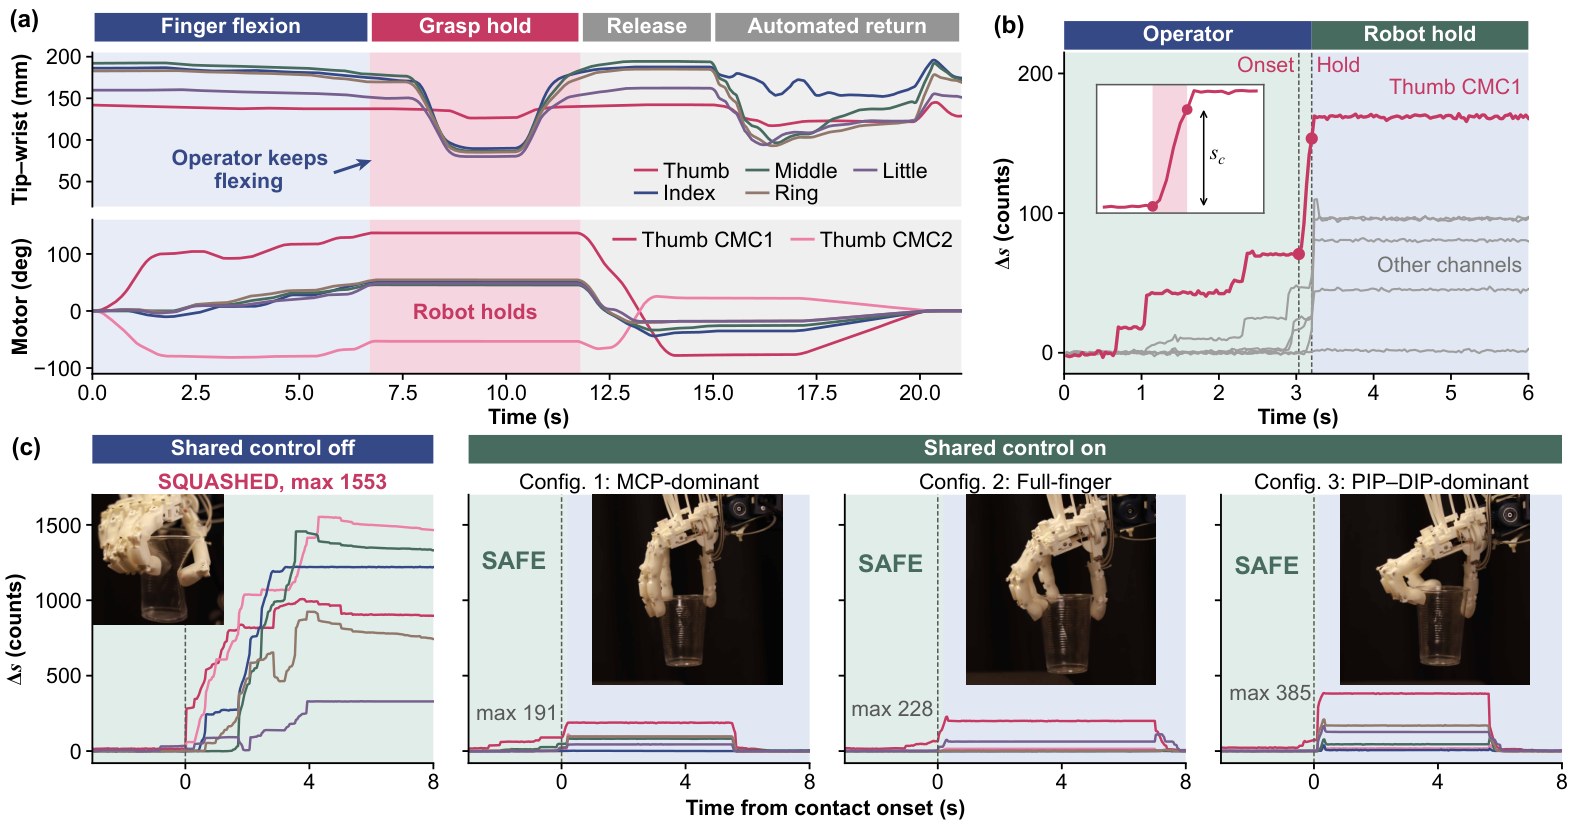 (a)
Finger flexion
Grasp hold
Release
Automated return
Tip–wrist (mm)
200
150
100
50
Operator keeps
flexing
Thumb
Middle
Little
Index
Ring
Motor (deg)
100
0
−100
Thumb CMC1
Thumb CMC2
Robot holds
0.0
2.5
5.0
7.5
10.0
12.5
15.0
17.5
20.0
Time (s)
(b)
Operator
Robot hold
Onset
Hold
Thumb CMC1
Δs (counts)
200
100
0
s_c
Other channels
0
1
2
3
4
5
6
Time (s)
(c)
Shared control off
Shared control on
SQUASHED, max 1553
Config. 1: MCP-dominant
Config. 2: Full-finger
Config. 3: PIP–DIP-dominant
Δs (counts)
1500
1000
500
0
SAFE
SAFE
SAFE
max 191
max 228
max 385
0
4
8
0
4
8
0
4
8
0
4
8
Time from contact onset (s)